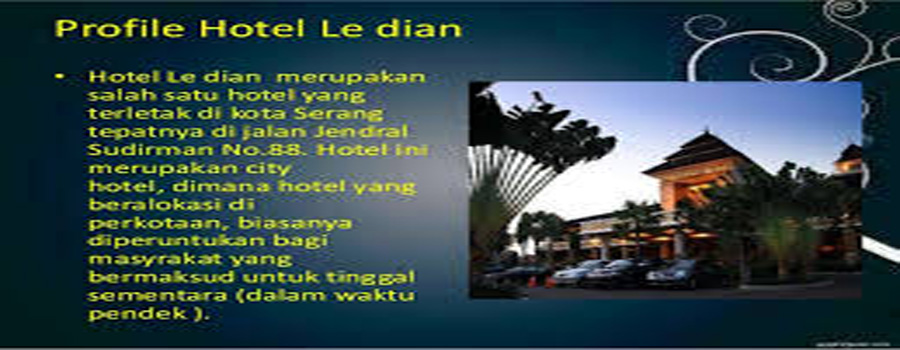 Profile Hotel Le dian
• Hotel Le dian merupakan
salah satu hotel yang
terletak di kota Serang
tepatnya di jalan Jendral
Sudirman No.88. Hotel ini
merupakan city
hotel, dimana hotel yang
beralokasi di
perkotaan, biasanya
diperuntukan bagi
masyrakat yang
bermaksud untuk tinggal
sementara (dalam waktu
pendek ).